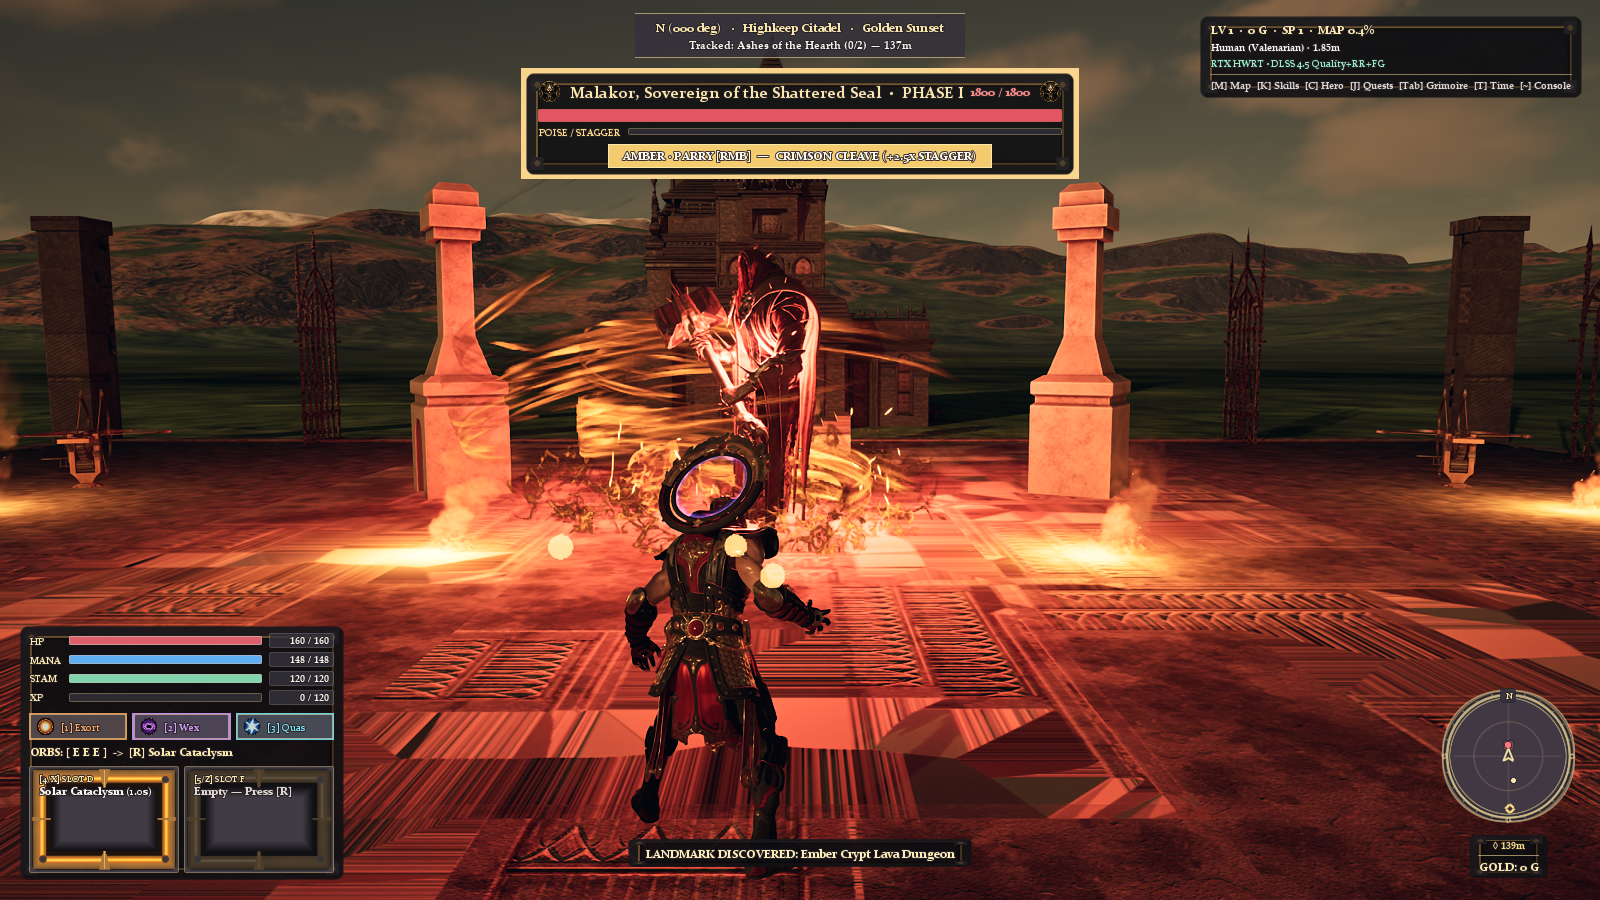 N (000 deg) · Highkeep Citadel · Golden Sunset
Tracked: Ashes of the Hearth (0/2) — 137m
LV 1 · 0 G · SP 1 · MAP 0.4%
Human (Valenarian) · 1.85m
RTX HWRT · DLSS 4.5 Quality+RR+FG
[M] Map [K] Skills [C] Hero [J] Quests [Tab] Grimoire [T] Time [~] Console
Malakor, Sovereign of the Shattered Seal · PHASE I 1800 / 1800
POISE / STAGGER
AMBER · PARRY [RMB] — CRIMSON CLEAVE (+2.5X STAGGER)
HP 160 / 160
MANA 148 / 148
STAM 120 / 120
XP 0 / 120
[1] Exort [2] Wex [3] Quas
ORBS: [ E E E ] -> [R] Solar Cataclysm
[4/X] SLOT D
Solar Cataclysm (1.0s)
[5/Z] SLOT F
Empty — Press [R]
LANDMARK DISCOVERED: Ember Crypt Lava Dungeon
N
◊ 139m
GOLD: 0 G